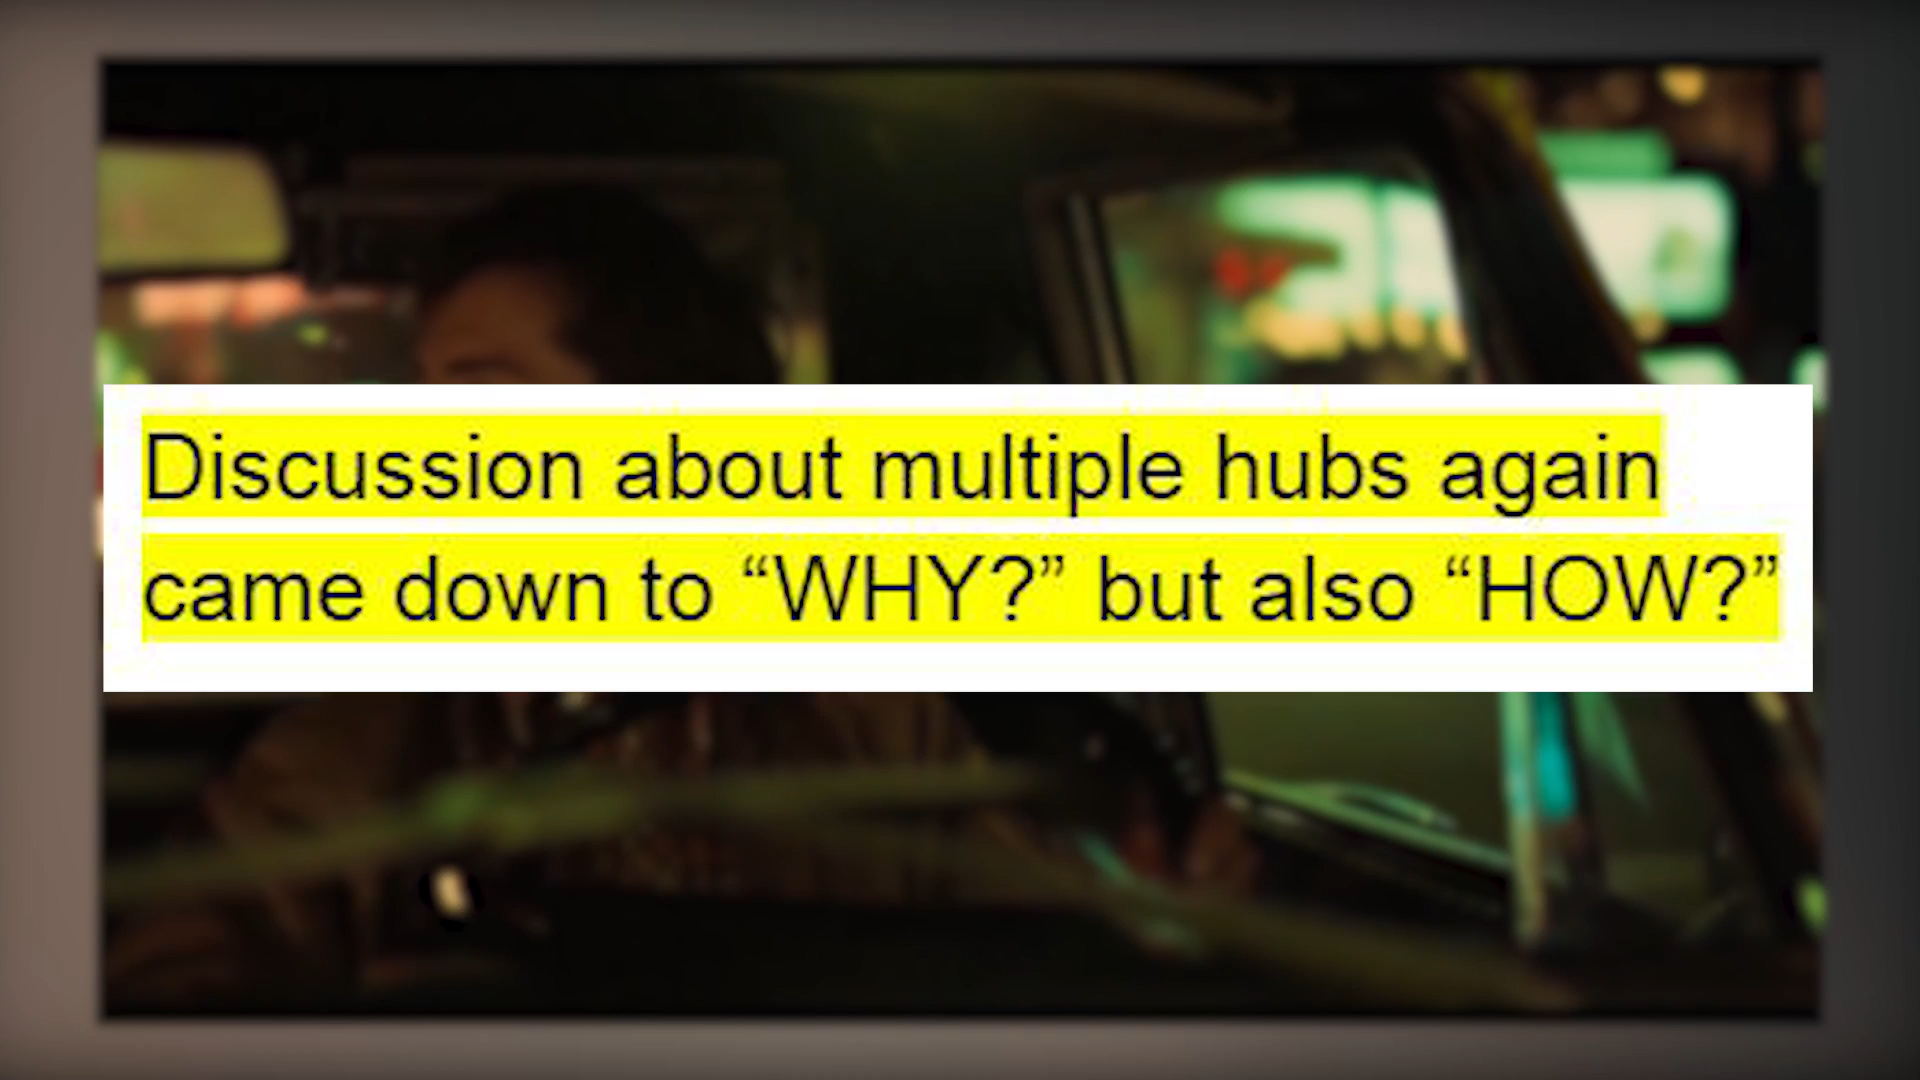 Discussion about multiple hubs again
came down to “WHY?” but also “HOW?”